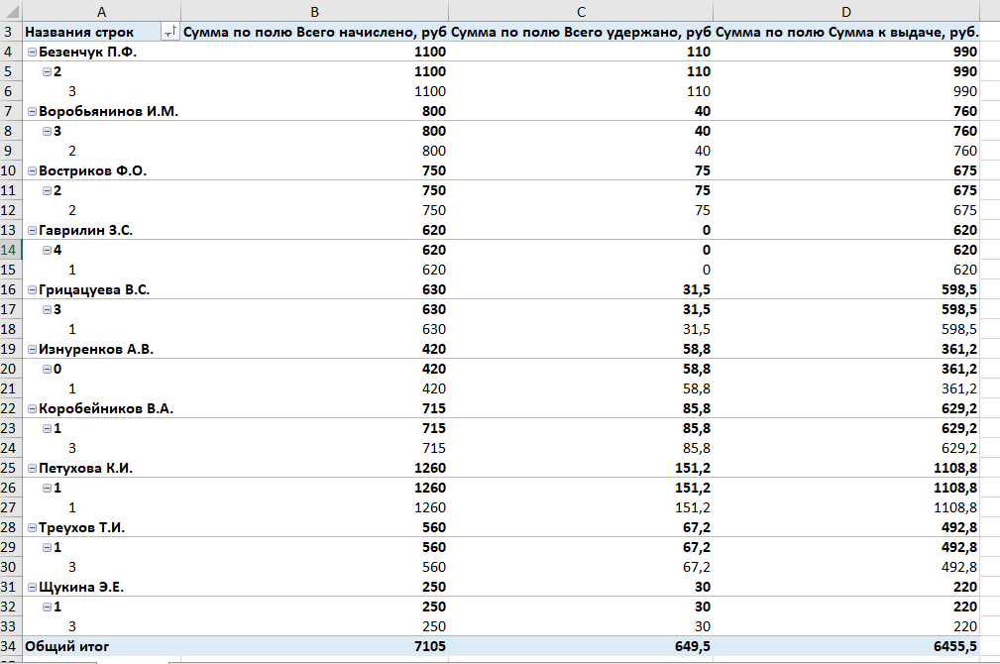 A B C D
3 Названия строк Сумма по полю Всего начислено, руб Сумма по полю Всего удержано, руб Сумма по полю Сумма к выдаче, руб.
4 Безенчук П.Ф. 1100 110 990
5 2 1100 110 990
6 3 1100 110 990
7 Воробьянинов И.М. 800 40 760
8 3 800 40 760
9 2 800 40 760
10 Востриков Ф.О. 750 75 675
11 2 750 75 675
12 2 750 75 675
13 Гаврилин З.С. 620 0 620
14 4 620 0 620
15 1 620 0 620
16 Грицацуева В.С. 630 31,5 598,5
17 3 630 31,5 598,5
18 1 630 31,5 598,5
19 Изнуренков А.В. 420 58,8 361,2
20 0 420 58,8 361,2
21 1 420 58,8 361,2
22 Коробейников В.А. 715 85,8 629,2
23 1 715 85,8 629,2
24 3 715 85,8 629,2
25 Петухова К.И. 1260 151,2 1108,8
26 1 1260 151,2 1108,8
27 1 1260 151,2 1108,8
28 Треухов Т.И. 560 67,2 492,8
29 1 560 67,2 492,8
30 3 560 67,2 492,8
31 Щукина Э.Е. 250 30 220
32 1 250 30 220
33 3 250 30 220
34 Общий итог 7105 649,5 6455,5